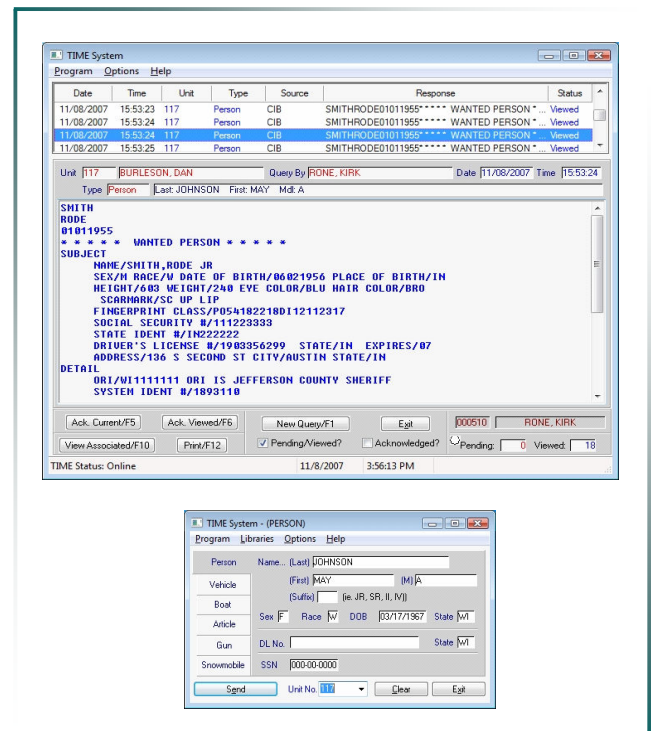 TIME System
Program Options Help
Date Time Unit Type Source Response Status
11/08/2007 15:53:23 117 Person CIB SMITHRODE01011955* * * * * WANTED PERSON * ... Viewed
11/08/2007 15:53:24 117 Person CIB SMITHRODE01011955* * * * * WANTED PERSON * ... Viewed
11/08/2007 15:53:24 117 Person CIB SMITHRODE01011955* * * * * WANTED PERSON * ... Viewed
11/08/2007 15:53:25 117 Person CIB SMITHRODE01011955* * * * * WANTED PERSON * ... Viewed
Unit 117 BURLESON, DAN Query By RONE, KIRK Date 11/08/2007 Time 15:53:24
Type Person Last: JOHNSON First: MAY Mdl: A
SMITH
RODE
01011955
* * * * * WANTED PERSON * * * * *
SUBJECT
NAME/SMITH,RODE JR
SEX/M RACE/W DATE OF BIRTH/06021956 PLACE OF BIRTH/IN
HEIGHT/603 WEIGHT/240 EYE COLOR/BLU HAIR COLOR/BRO
SCARMARK/SC UP LIP
FINGERPRINT CLASS/PO54182218DI12112317
SOCIAL SECURITY #/111223333
STATE IDENT #/IN222222
DRIVER'S LICENSE #/1903356299 STATE/IN EXPIRES/07
ADDRESS/136 S SECOND ST CITY/AUSTIN STATE/IN
DETAIL
ORI/WI1111111 ORI IS JEFFERSON COUNTY SHERIFF
SYSTEM IDENT #/1893110
Ack. Current/F5 Ack. Viewed/F6 New Query/F1 Exit 000510 RONE, KIRK
View Associated/F10 Print/F12 Pending/Viewed? Acknowledged? Pending: 0 Viewed: 18
TIME Status: Online 11/8/2007 3:56:13 PM
TIME System - (PERSON)
Program Libraries Options Help
Person Name... (Last) JOHNSON
Vehicle (First) MAY (M) A
Boat (Suffix) (ie. JR, SR, II, IV))
Article Sex F Race W DOB 03/17/1967 State WI
Gun DL No. State WI
Snowmobile SSN 000-00-0000
Send Unit No. 117 Clear Exit